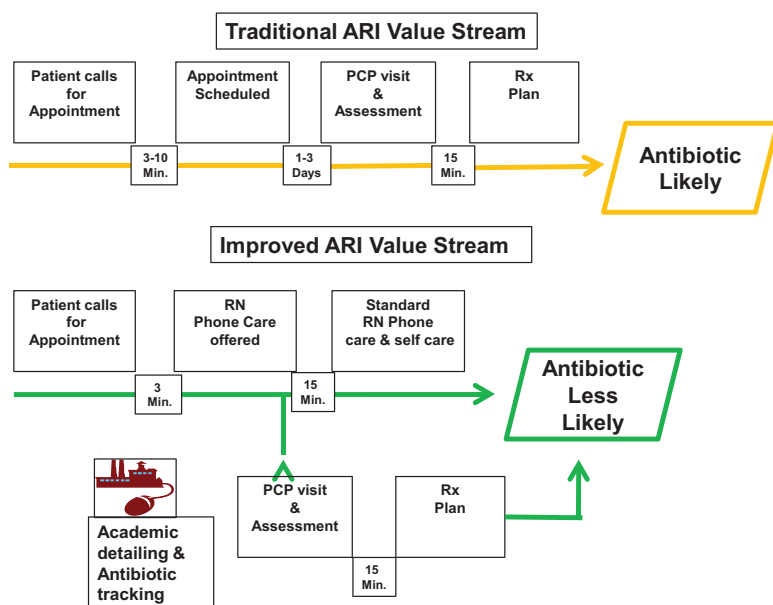 Traditional ARI Value Stream
Patient calls
for
Appointment
Appointment
Scheduled
PCP visit
&
Assessment
Rx
Plan
3-10
Min.
1-3
Days
15
Min.
Antibiotic
Likely
Improved ARI Value Stream
Patient calls
for
Appointment
RN
Phone Care
offered
Standard
RN Phone
care & self care
3
Min.
15
Min.
Antibiotic
Less
Likely
Academic
detailing &
Antibiotic
tracking
PCP visit
&
Assessment
Rx
Plan
15
Min.